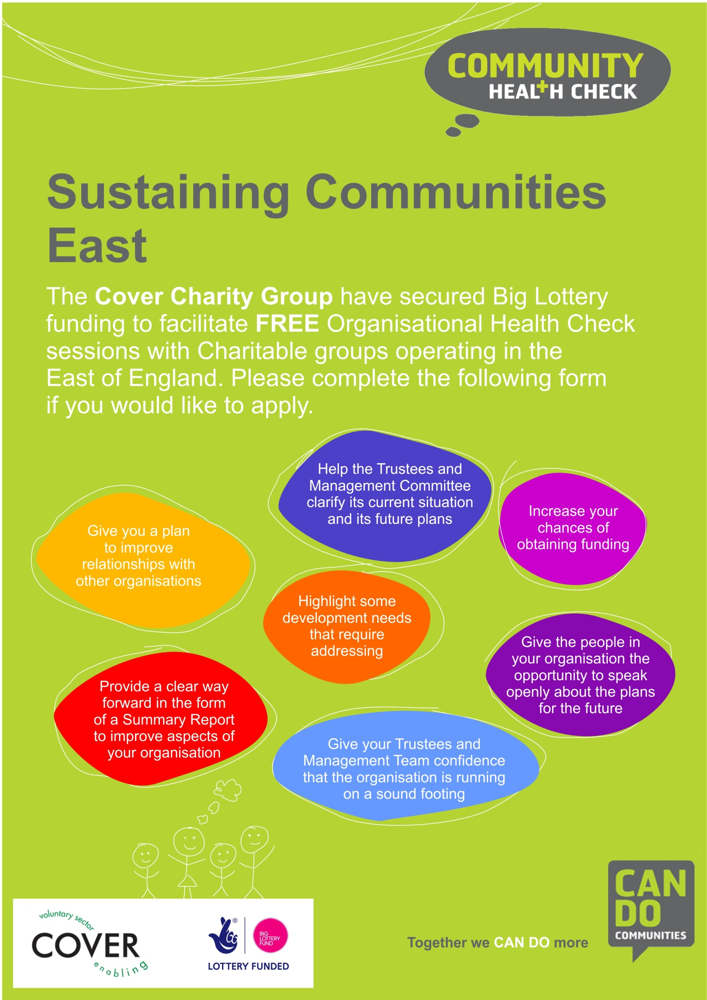 COMMUNITY
HEALTH CHECK
Sustaining Communities
East
The Cover Charity Group have secured Big Lottery
funding to facilitate FREE Organisational Health Check
sessions with Charitable groups operating in the
East of England. Please complete the following form
if you would like to apply.
Help the Trustees and
Management Committee
clarify its current situation
and its future plans
Increase your
chances of
obtaining funding
Give you a plan
to improve
relationships with
other organisations
Highlight some
development needs
that require
addressing
Give the people in
your organisation the
opportunity to speak
openly about the plans
for the future
Provide a clear way
forward in the form
of a Summary Report
to improve aspects of
your organisation
Give your Trustees and
Management Team confidence
that the organisation is running
on a sound footing
voluntary sector
COVER
enabling
®
BIG
LOTTERY
FUND
LOTTERY FUNDED
Together we CAN DO more
CAN
DO
COMMUNITIES